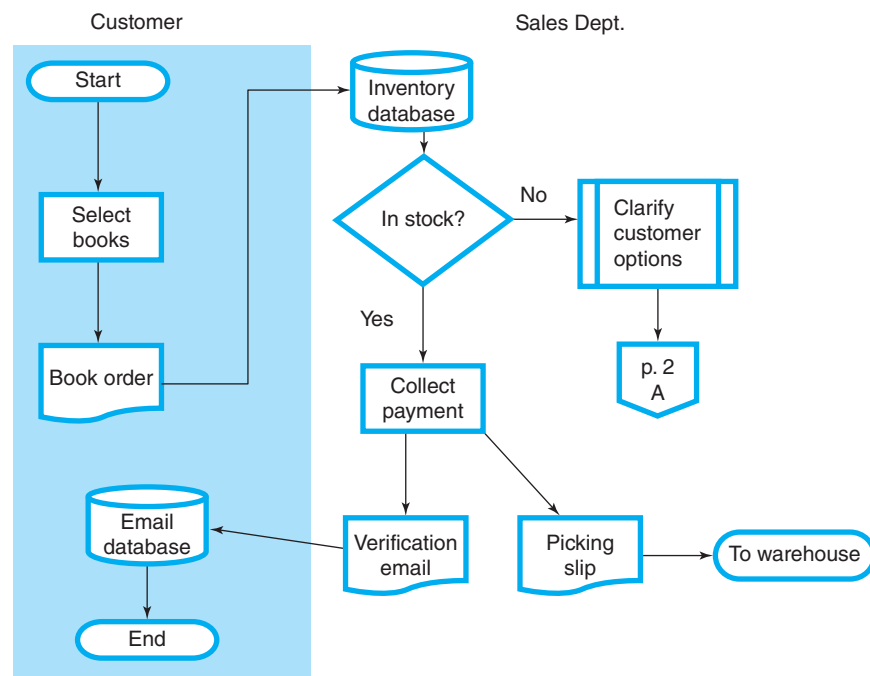 Customer
Sales Dept.
Start
Inventory
database
Select
books
In stock?
No
Clarify
customer
options
Yes
Book order
Collect
payment
p. 2
A
Email
database
Verification
email
Picking
slip
To warehouse
End